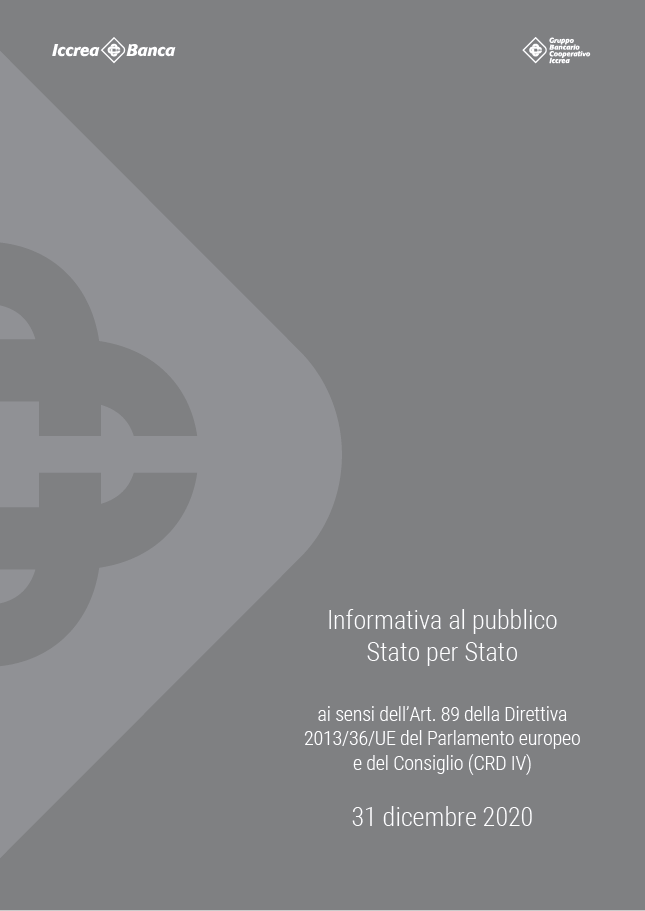 Iccrea Banca
Gruppo
Bancario
Cooperativo
Iccrea
Informativa al pubblico
Stato per Stato
ai sensi dell'Art. 89 della Direttiva
2013/36/UE del Parlamento europeo
e del Consiglio (CRD IV)
31 dicembre 2020